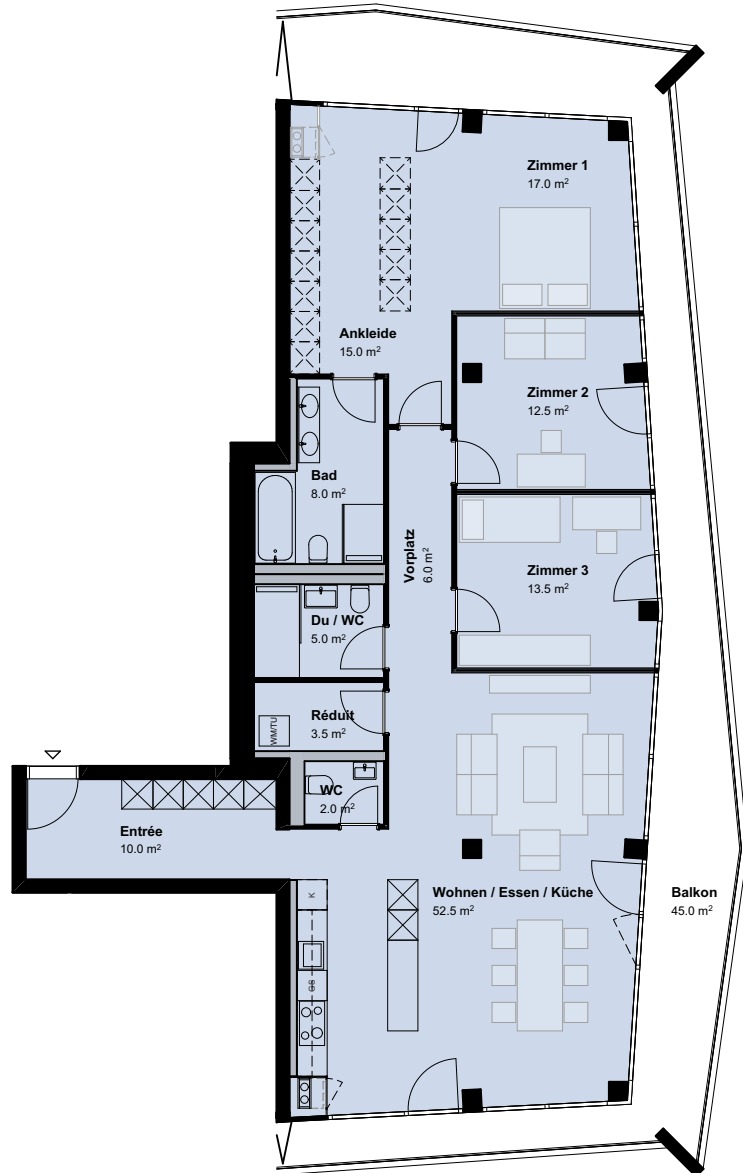 Zimmer 1
17.0 m²
Ankleide
15.0 m²
Zimmer 2
12.5 m²
Bad
8.0 m²
Vorplatz
6.0 m²
Zimmer 3
13.5 m²
Du / WC
5.0 m²
Réduit
3.5 m²
WM/TU
WC
2.0 m²
Entrée
10.0 m²
Wohnen / Essen / Küche
52.5 m²
Balkon
45.0 m²
K
GS